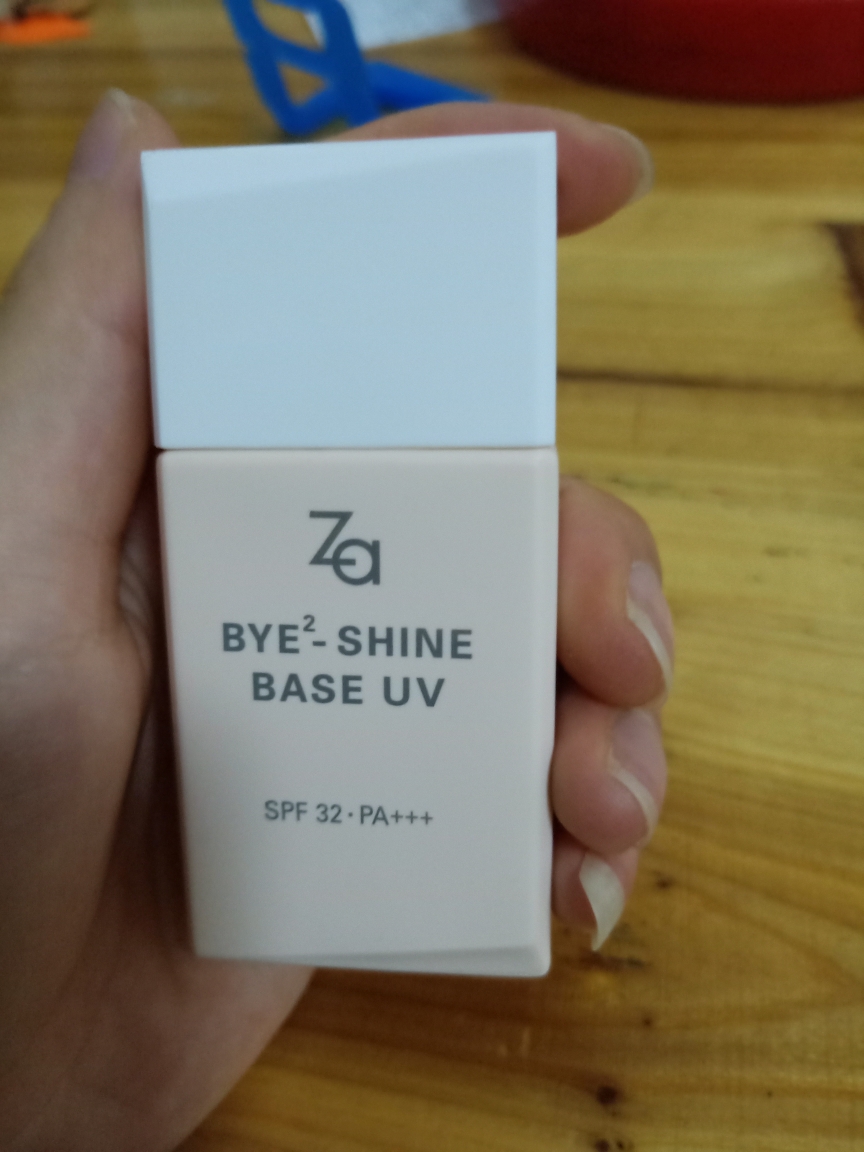 Za
BYE²-SHINE
BASE UV
SPF 32·PA+++